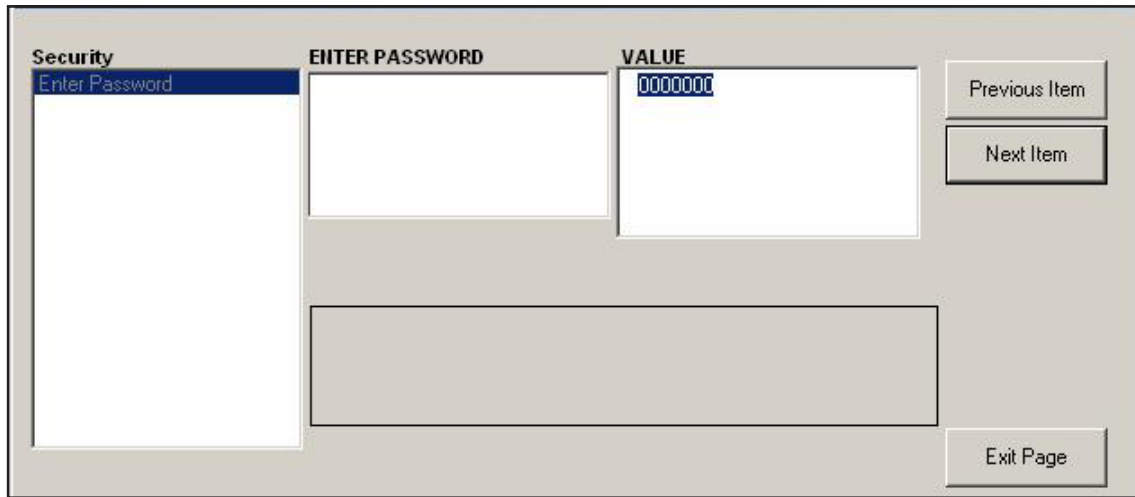 Security
Enter Password
ENTER PASSWORD
VALUE
0000000
Previous Item
Next Item
Exit Page